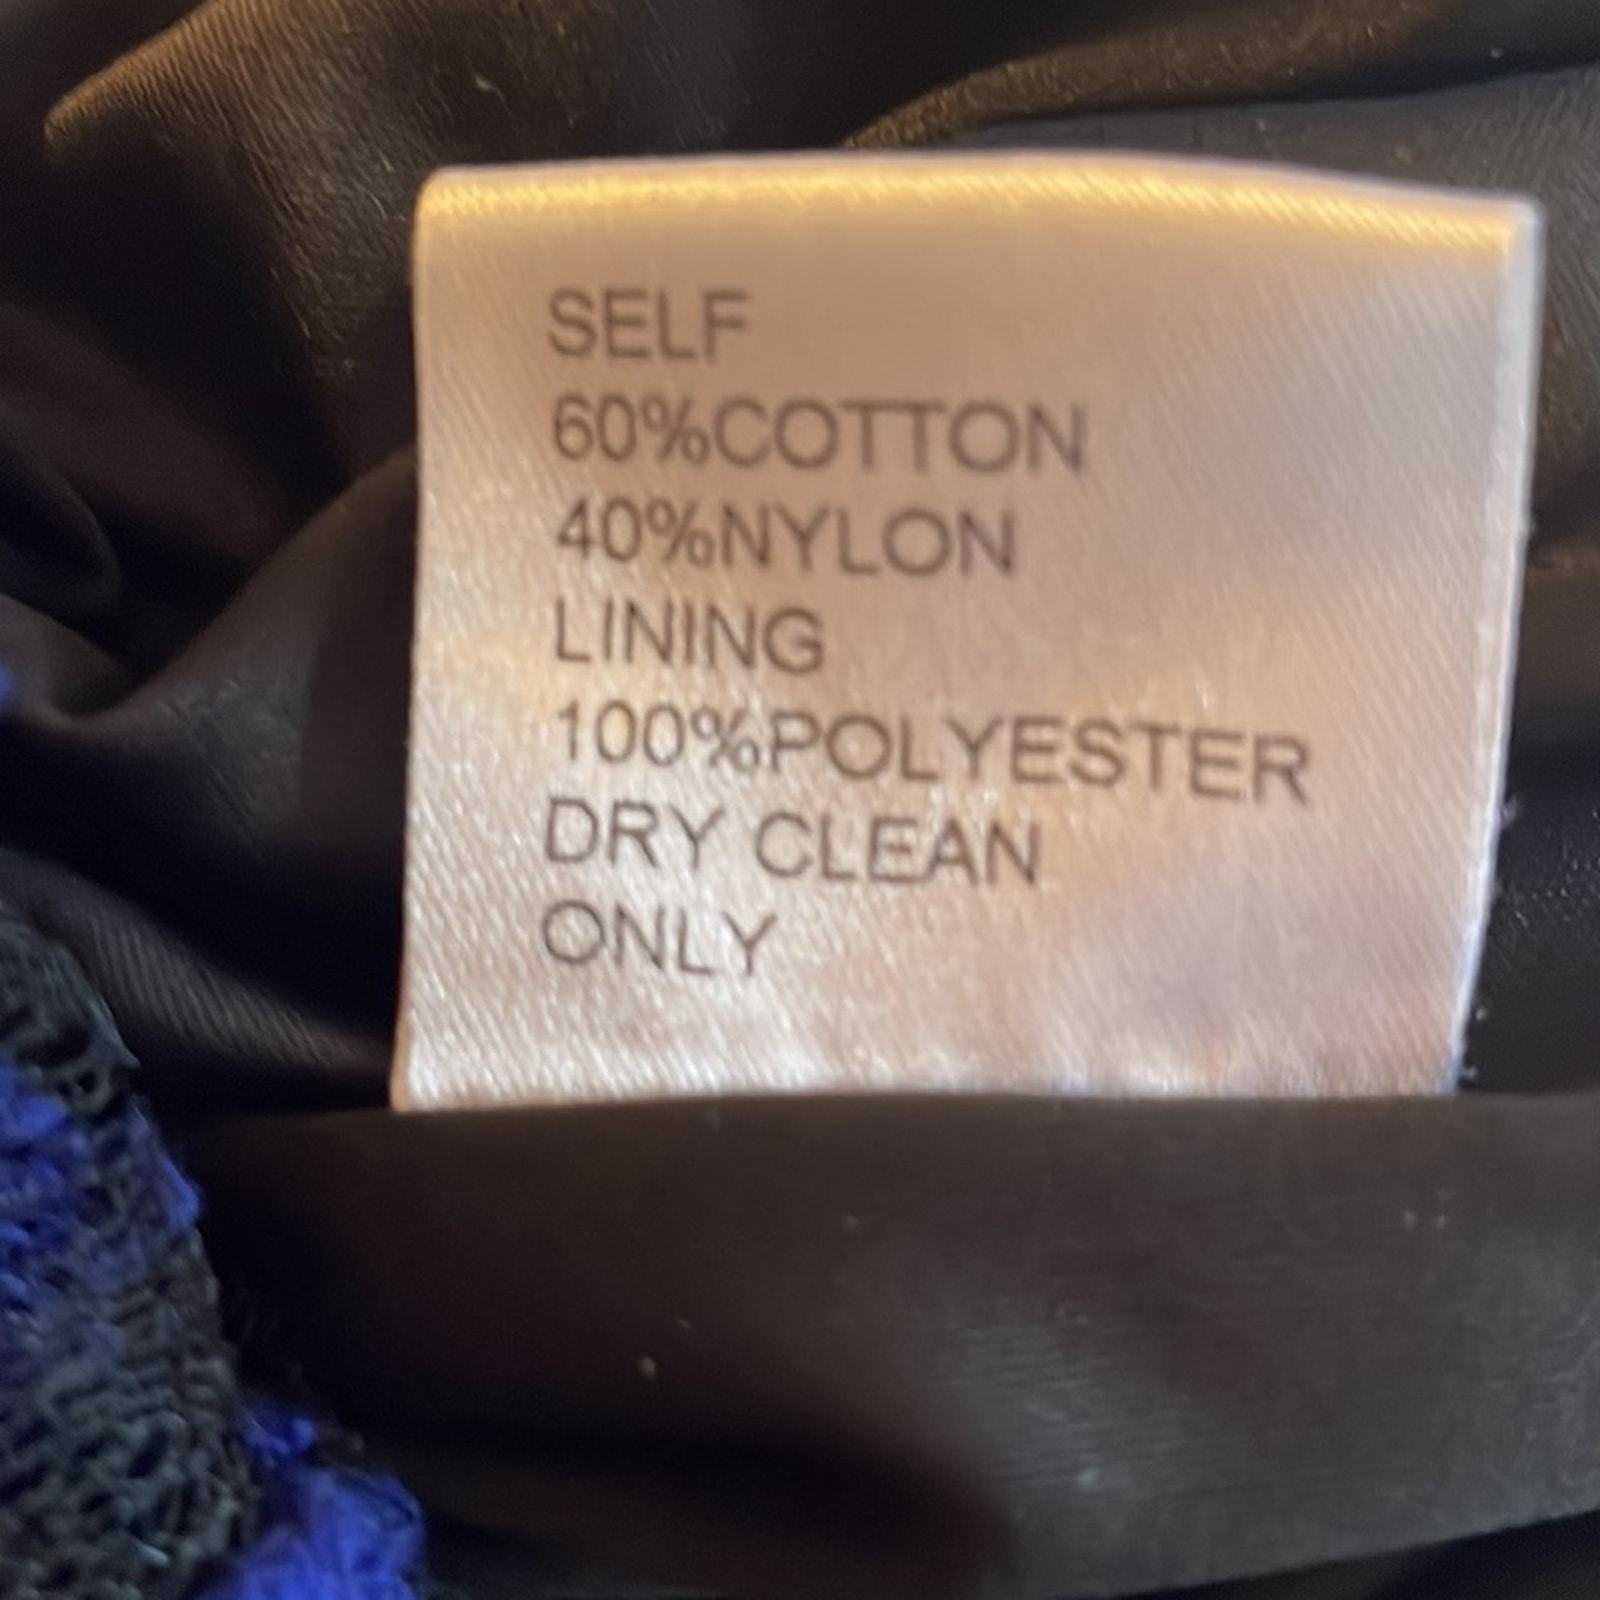 SELF
60%COTTON
40%NYLON
LINING
100%POLYESTER
DRY CLEAN
ONLY